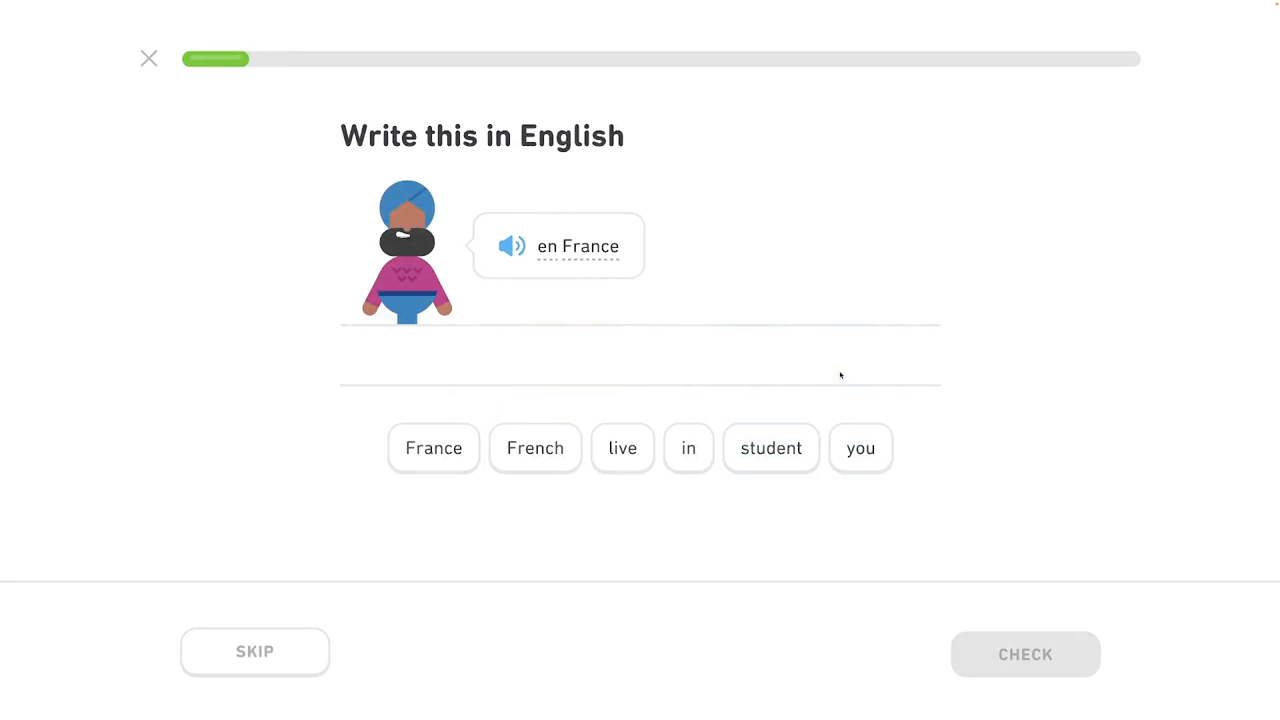 Write this in English
en France
France French live in student you
SKIP CHECK